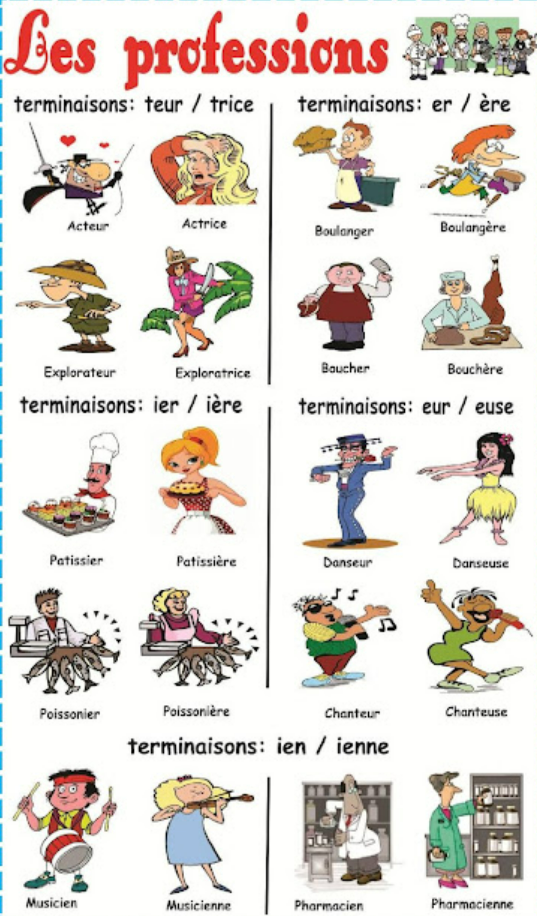 Les professions
terminaisons: teur / trice
Acteur
Actrice
Explorateur
Exploratrice
terminaisons: er / ère
Boulanger
Boulangère
Boucher
Bouchère
terminaisons: ier / ière
Patissier
Patissière
Poissonier
Poissonière
terminaisons: eur / euse
Danseur
Danseuse
Chanteur
Chanteuse
terminaisons: ien / ienne
Musicien
Musicienne
Pharmacien
Pharmacienne